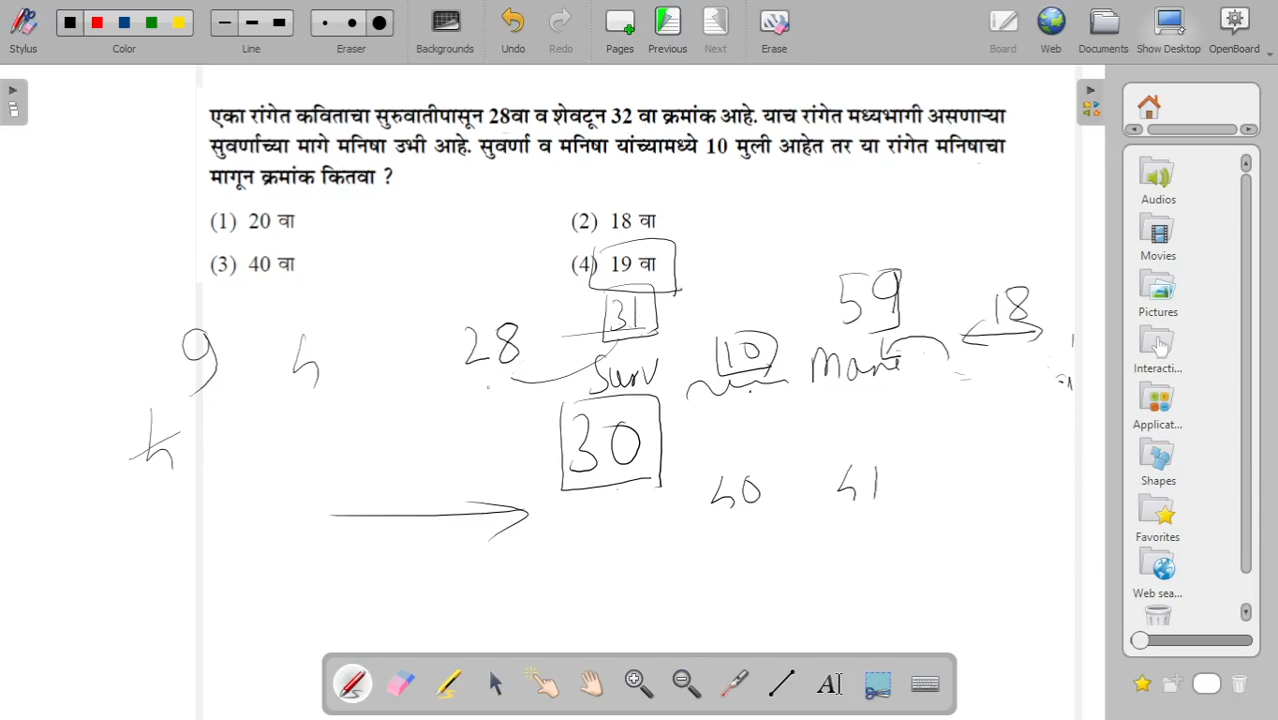 Stylus Color Line Eraser Backgrounds Undo Redo Pages Previous Next Erase Board Web Documents Show Desktop OpenBoard
एका रांगेत कविताचा सुरुवातीपासून 28वा व शेवटून 32 वा क्रमांक आहे. याच रांगेत मध्यभागी असणाऱ्या
सुवर्णाच्या मागे मनिषा उभी आहे. सुवर्णा व मनिषा यांच्यामध्ये 10 मुली आहेत तर या रांगेत मनिषाचा
मागून क्रमांक कितवा ?
(1) 20 वा (2) 18 वा
(3) 40 वा (4) 19 वा
31 59 18
9 28 10
Surv Mani
30
40 41
Audios
Movies
Pictures
Interacti...
Applicat...
Shapes
Favorites
Web sea...